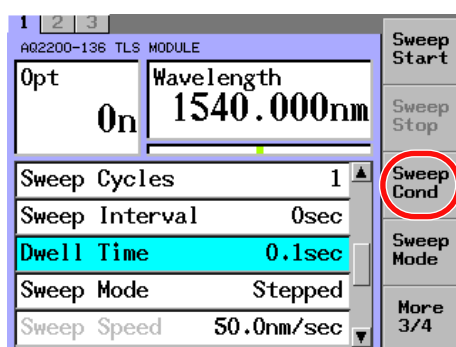 1 2 3
AQ2200-136 TLS MODULE
Opt
On
Wavelength
1540.000nm
Sweep Cycles 1
Sweep Interval 0sec
Dwell Time 0.1sec
Sweep Mode Stepped
Sweep Speed 50.0nm/sec
Sweep
Start
Sweep
Stop
Sweep
Cond
Sweep
Mode
More
3/4